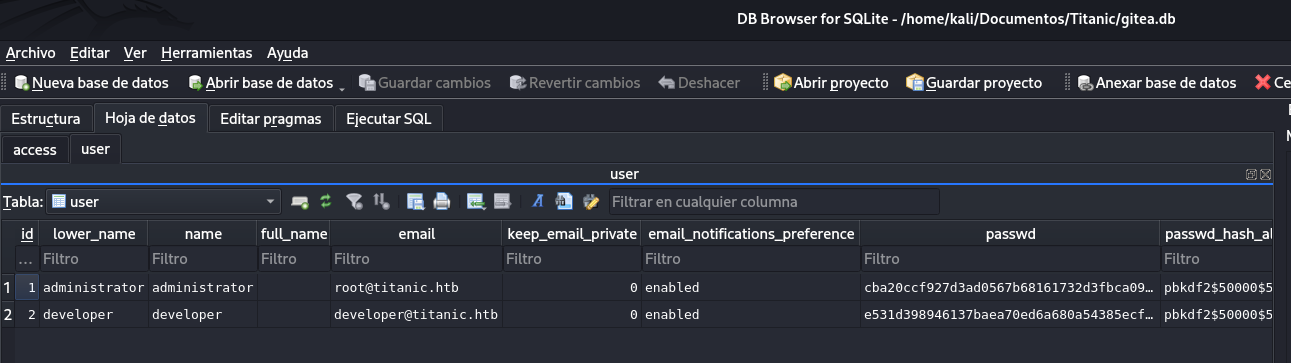 DB Browser for SQLite - /home/kali/Documentos/Titanic/gitea.db
Archivo Editar Ver Herramientas Ayuda
Nueva base de datos Abrir base de datos Guardar cambios Revertir cambios Deshacer Abrir proyecto Guardar proyecto Anexar base de datos Ce
Estructura Hoja de datos Editar pragmas Ejecutar SQL
access user
user
Tabla: user Filtrar en cualquier columna
id lower_name name full_name email keep_email_private email_notifications_preference passwd passwd_hash_al
... Filtro Filtro Filtro Filtro Filtro Filtro Filtro Filtro
1 1 administrator administrator root@titanic.htb 0 enabled cba20ccf927d3ad0567b68161732d3fbca09… pbkdf2$50000$5
2 2 developer developer developer@titanic.htb 0 enabled e531d398946137baea70ed6a680a54385ecf… pbkdf2$50000$5